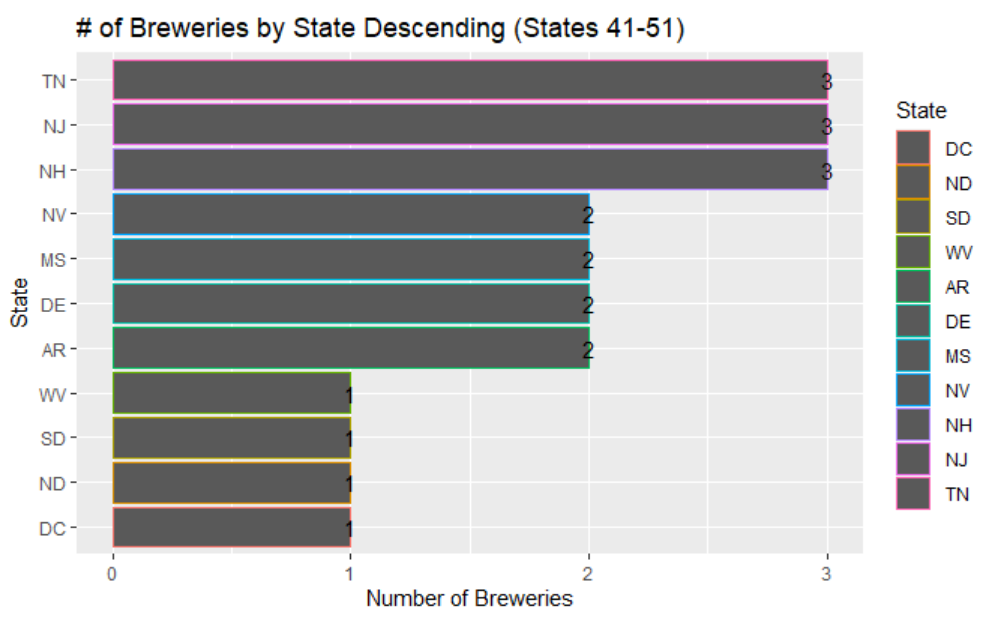 # of Breweries by State Descending (States 41-51)
TN 3
NJ 3
NH 3
NV 2
MS 2
DE 2
AR 2
WV 1
SD 1
ND 1
DC 1
0 1 2 3
Number of Breweries
State
State
DC
ND
SD
WV
AR
DE
MS
NV
NH
NJ
TN